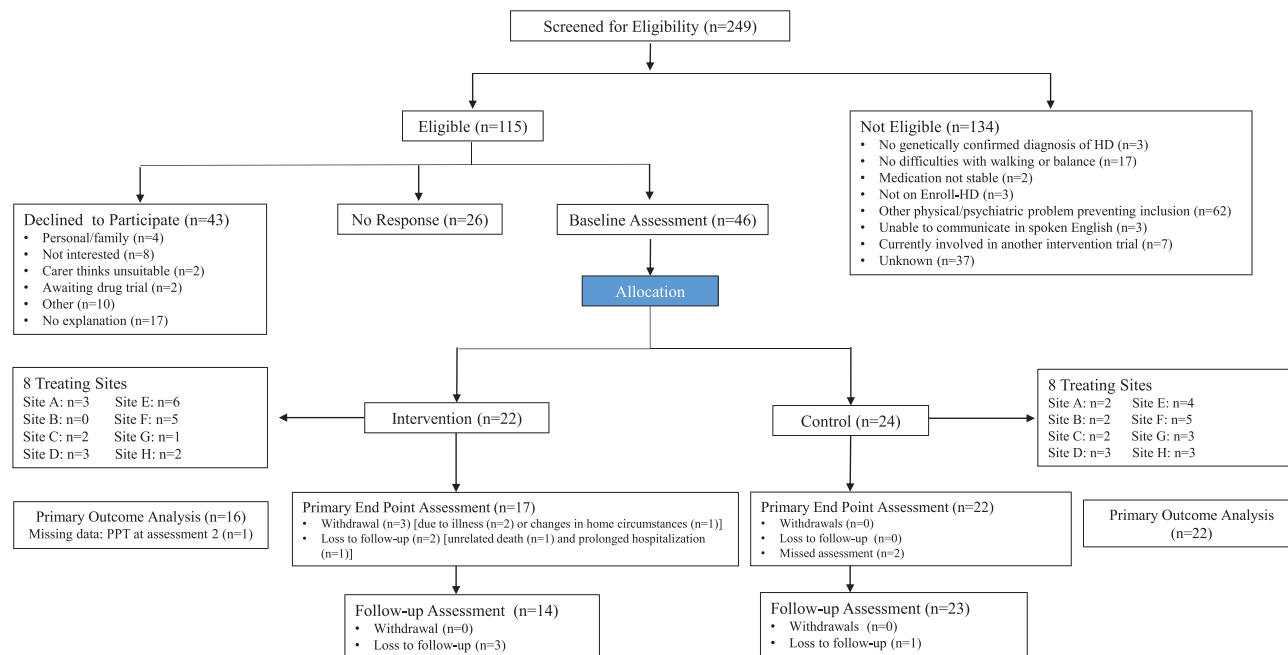 Screened for Eligibility (n=249)
Eligible (n=115)
Not Eligible (n=134)
• No genetically confirmed diagnosis of HD (n=3)
• No difficulties with walking or balance (n=17)
• Medication not stable (n=2)
• Not on Enroll-HD (n=3)
• Other physical/psychiatric problem preventing inclusion (n=62)
• Unable to communicate in spoken English (n=3)
• Currently involved in another intervention trial (n=7)
• Unknown (n=37)
Declined to Participate (n=43)
• Personal/family (n=4)
• Not interested (n=8)
• Carer thinks unsuitable (n=2)
• Awaiting drug trial (n=2)
• Other (n=10)
• No explanation (n=17)
No Response (n=26)
Baseline Assessment (n=46)
Allocation
8 Treating Sites
Site A: n=3 Site E: n=6
Site B: n=0 Site F: n=5
Site C: n=2 Site G: n=1
Site D: n=3 Site H: n=2
Intervention (n=22)
Control (n=24)
8 Treating Sites
Site A: n=2 Site E: n=4
Site B: n=2 Site F: n=5
Site C: n=2 Site G: n=3
Site D: n=3 Site H: n=3
Primary Outcome Analysis (n=16)
Missing data: PPT at assessment 2 (n=1)
Primary End Point Assessment (n=17)
• Withdrawal (n=3) [due to illness (n=2) or changes in home circumstances (n=1)]
• Loss to follow-up (n=2) [unrelated death (n=1) and prolonged hospitalization
(n=1)]
Primary End Point Assessment (n=22)
• Withdrawals (n=0)
• Loss to follow-up (n=0)
• Missed assessment (n=2)
Primary Outcome Analysis
(n=22)
Follow-up Assessment (n=14)
• Withdrawal (n=0)
• Loss to follow-up (n=3)
Follow-up Assessment (n=23)
• Withdrawals (n=0)
• Loss to follow-up (n=1)